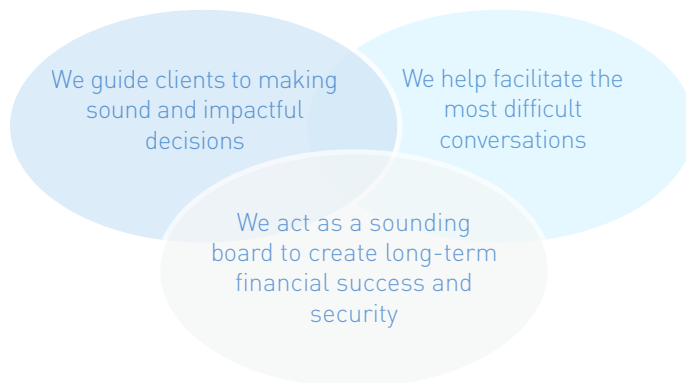 We guide clients to making
sound and impactful
decisions
We help facilitate the
most difficult
conversations
We act as a sounding
board to create long-term
financial success and
security